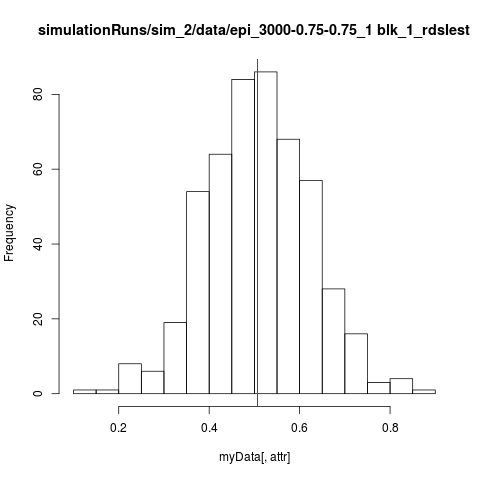 simulationRuns/sim_2/data/epi_3000-0.75-0.75_1 blk_1_rdslest
Frequency
80
60
40
20
0
0.2 0.4 0.6 0.8
myData[, attr]